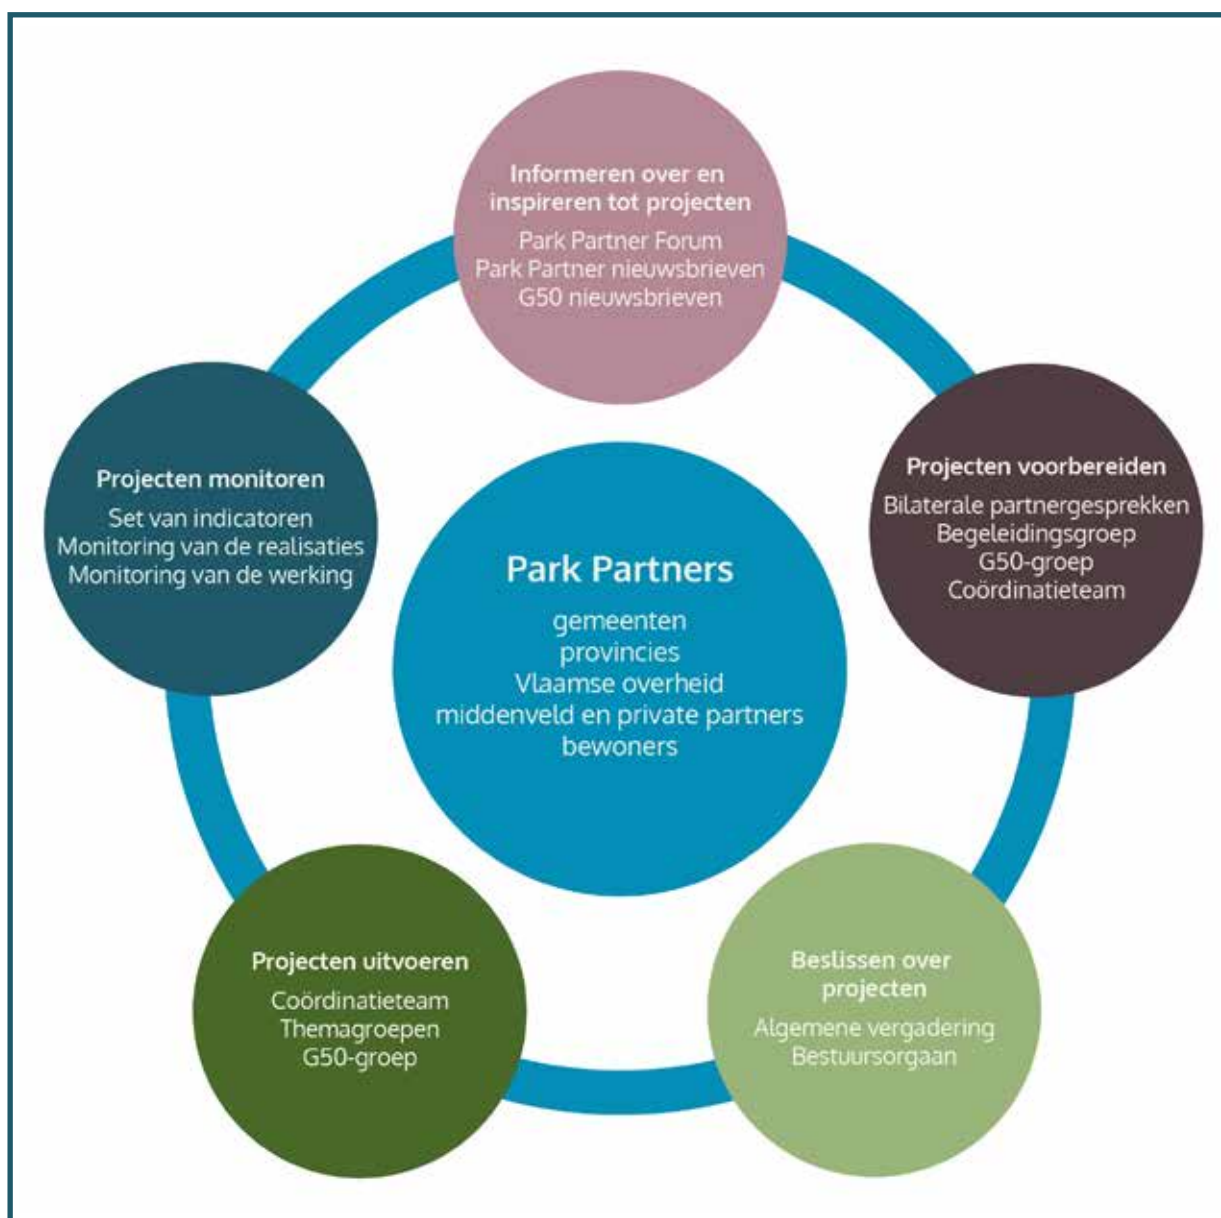 Informeren over en
inspireren tot projecten
Park Partner Forum
Park Partner nieuwsbrieven
G50 nieuwsbrieven
Projecten voorbereiden
Bilaterale partnergesprekken
Begeleidingsgroep
G50-groep
Coördinatieteam
Beslissen over
projecten
Algemene vergadering
Bestuursorgaan
Projecten uitvoeren
Coördinatieteam
Themagroepen
G50-groep
Projecten monitoren
Set van indicatoren
Monitoring van de realisaties
Monitoring van de werking
Park Partners
gemeenten
provincies
Vlaamse overheid
middenveld en private partners
bewoners